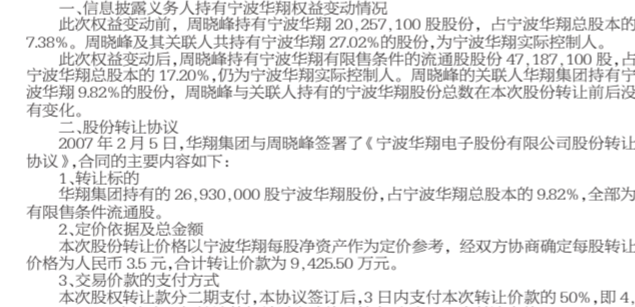 一、信息披露义务人持有宁波华翔权益变动情况
此次权益变动前，周晓峰持有宁波华翔 20,257,100 股股份，占宁波华翔总股本的
7.38%。周晓峰及其关联人共持有宁波华翔 27.02%的股份,为宁波华翔实际控制人。
此次权益变动后,周晓峰持有宁波华翔有限售条件的流通股股份 47,187,100 股,占
宁波华翔总股本的 17.20%,仍为宁波华翔实际控制人。周晓峰的关联人华翔集团持有宁
波华翔 9.82%的股份，周晓峰与关联人持有的宁波华翔股份总数在本次股份转让前后没
有变化。
二、股份转让协议
2007 年 2 月 5 日,华翔集团与周晓峰签署了《宁波华翔电子股份有限公司股份转让
协议》,合同的主要内容如下：
1、转让标的
华翔集团持有的 26,930,000 股宁波华翔股份,占宁波华翔总股本的 9.82%,全部为
有限售条件流通股。
2、定价依据及总金额
本次股份转让价格以宁波华翔每股净资产作为定价参考，经双方协商确定每股转让
价格为人民币 3.5 元,合计转让价款为 9,425.50 万元。
3、交易价款的支付方式
本次股权转让款分二期支付,本协议签订后,3 日内支付本次转让价款的50%,即 4,